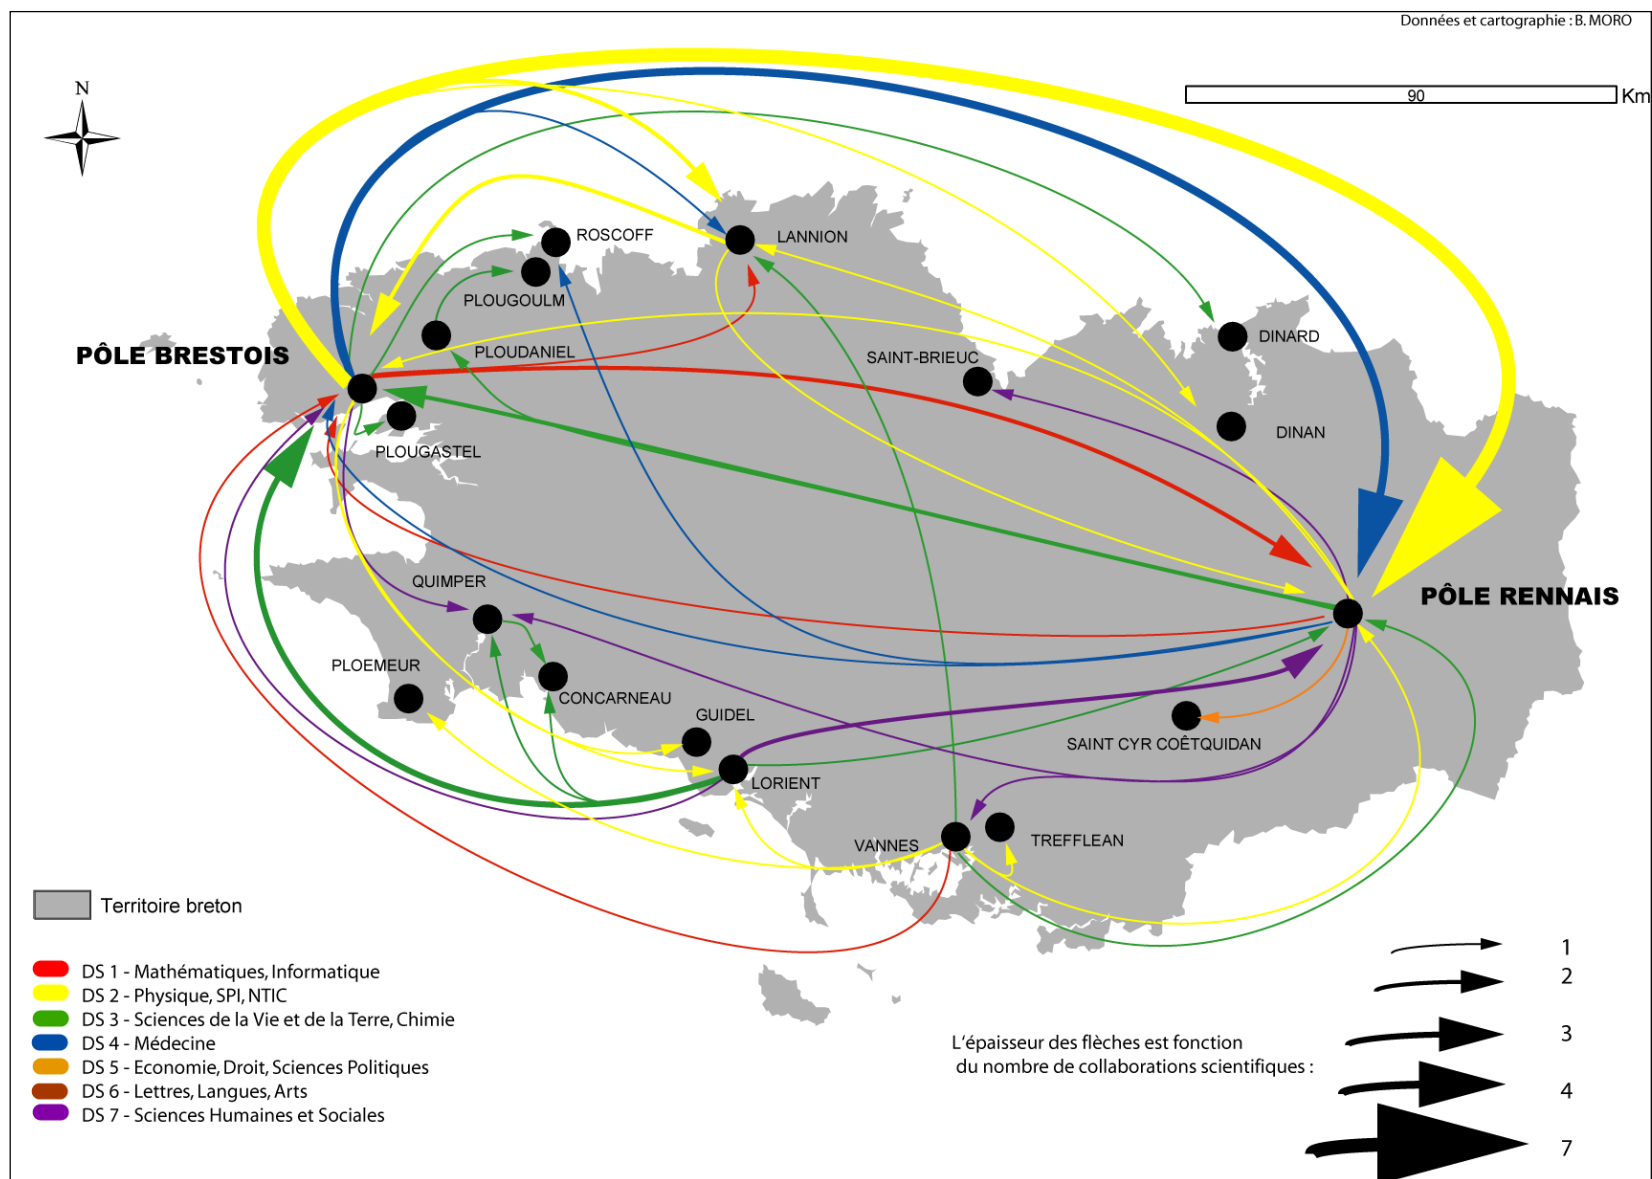 Données et cartographie : B. MORO
N
90
Km
ROSCOFF
LANNION
PLOUGOULM
PÔLE BRESTOIS
PLOUDANIEL
SAINT-BRIEUC
DINARD
DINAN
PLOUGASTEL
QUIMPER
PÔLE RENNAIS
PLOEMEUR
CONCARNEAU
GUIDEL
SAINT CYR COËTQUIDAN
LORIENT
VANNES
TREFFLEAN
Territoire breton
DS 1 - Mathématiques, Informatique
DS 2 - Physique, SPI, NTIC
DS 3 - Sciences de la Vie et de la Terre, Chimie
DS 4 - Médecine
DS 5 - Economie, Droit, Sciences Politiques
DS 6 - Lettres, Langues, Arts
DS 7 - Sciences Humaines et Sociales
L'épaisseur des flèches est fonction
du nombre de collaborations scientifiques :
1
2
3
4
7